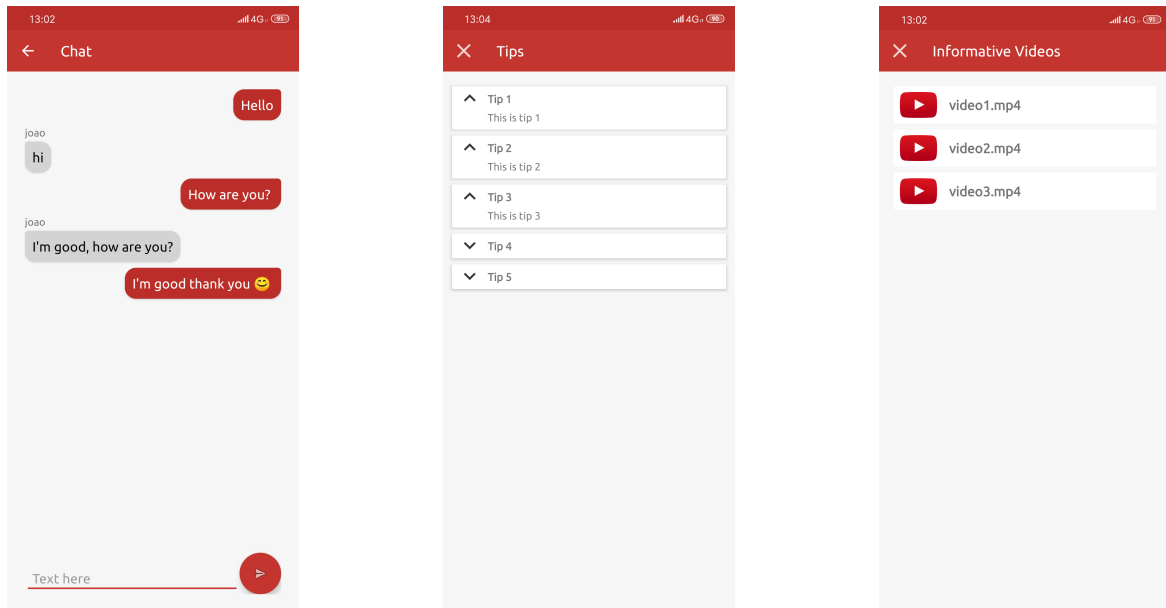 13:02
4G 91
Chat
Hello
joao
hi
How are you?
joao
I'm good, how are you?
I'm good thank you 😊
Text here
13:04
4G 90
Tips
Tip 1
This is tip 1
Tip 2
This is tip 2
Tip 3
This is tip 3
Tip 4
Tip 5
13:02
4G 91
Informative Videos
video1.mp4
video2.mp4
video3.mp4